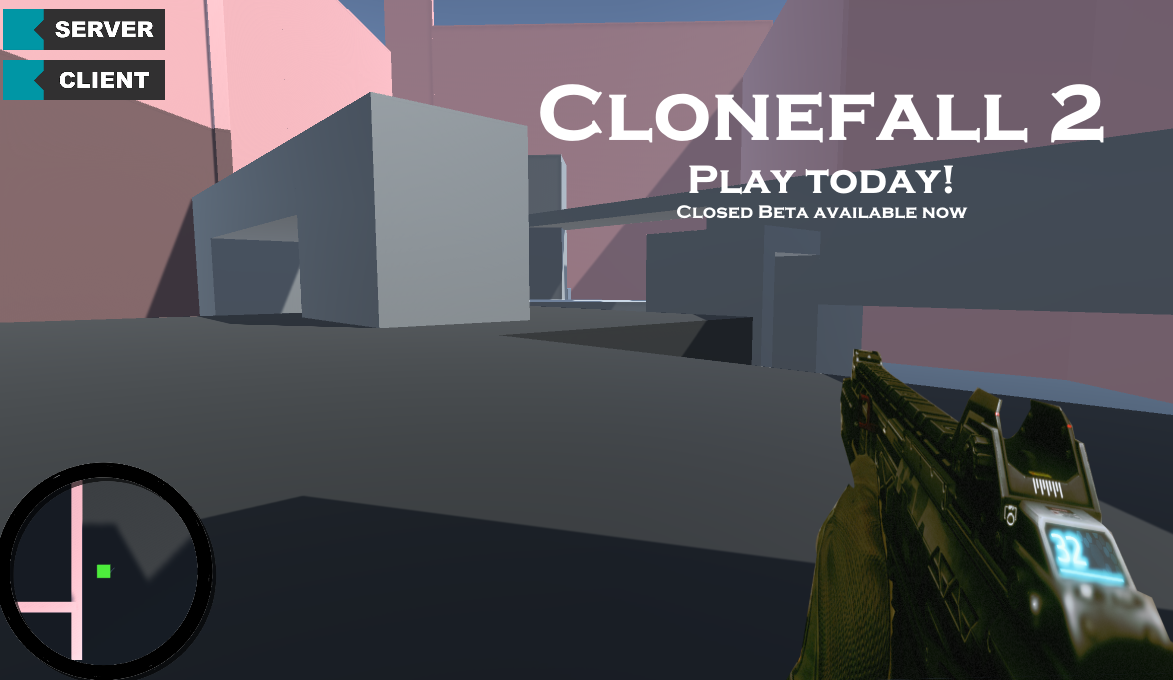 SERVER
CLIENT
Clonefall 2
Play today!
Closed Beta available now
32